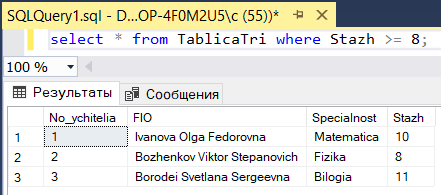 SQLQuery1.sql - D...OP-4F0M2U5\c (55))*
select * from TablicaTri where Stazh >= 8;
100 %
Результаты Сообщения
No_ychitelia FIO Specialnost Stazh
1 1 Ivanova Olga Fedorovna Matematica 10
2 2 Bozhenkov Viktor Stepanovich Fizika 8
3 3 Borodei Svetlana Sergeevna Bilogia 11